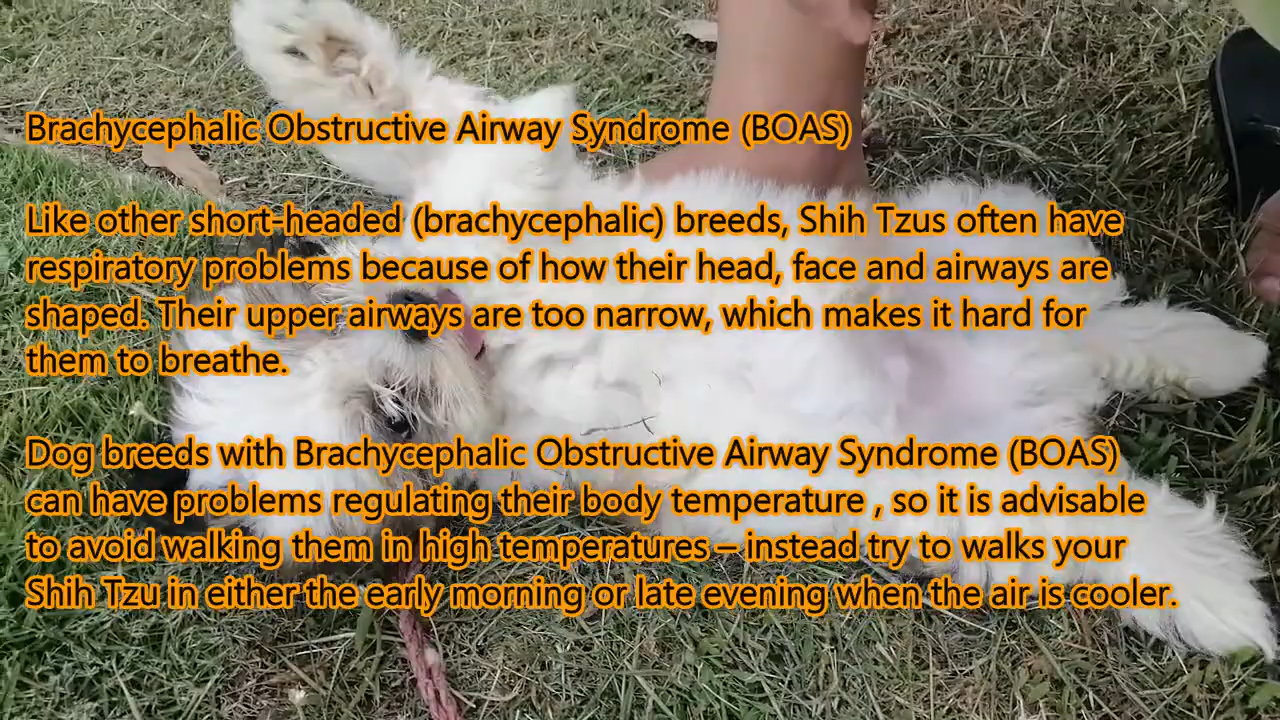 Brachycephalic Obstructive Airway Syndrome (BOAS)
Like other short-headed (brachycephalic) breeds, Shih Tzus often have
respiratory problems because of how their head, face and airways are
shaped. Their upper airways are too narrow, which makes it hard for
them to breathe.
Dog breeds with Brachycephalic Obstructive Airway Syndrome (BOAS)
can have problems regulating their body temperature , so it is advisable
to avoid walking them in high temperatures – instead try to walks your
Shih Tzu in either the early morning or late evening when the air is cooler.